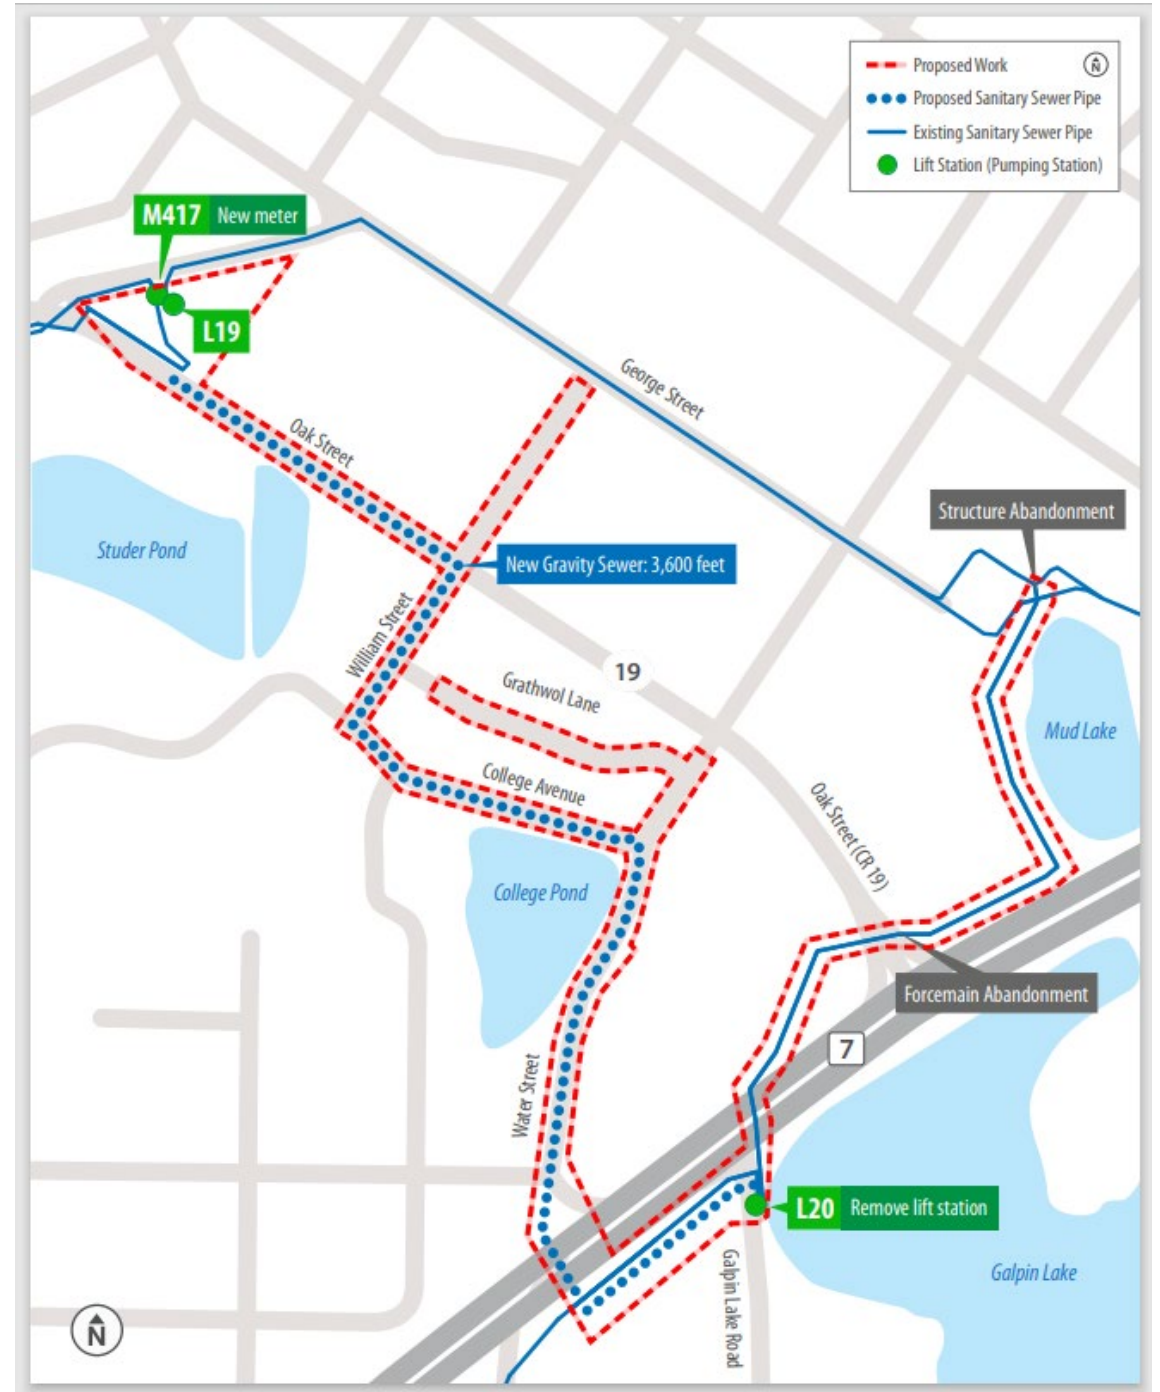 Proposed Work
N
Proposed Sanitary Sewer Pipe
Existing Sanitary Sewer Pipe
Lift Station (Pumping Station)
M417 New meter
L19
George Street
Oak Street
Structure Abandonment
Studer Pond
New Gravity Sewer: 3,600 feet
William Street
19
Grathwol Lane
Mud Lake
College Avenue
Oak Street (CR 19)
College Pond
Forcemain Abandonment
7
Water Street
L20 Remove lift station
Galpin Lake Road
Galpin Lake
N